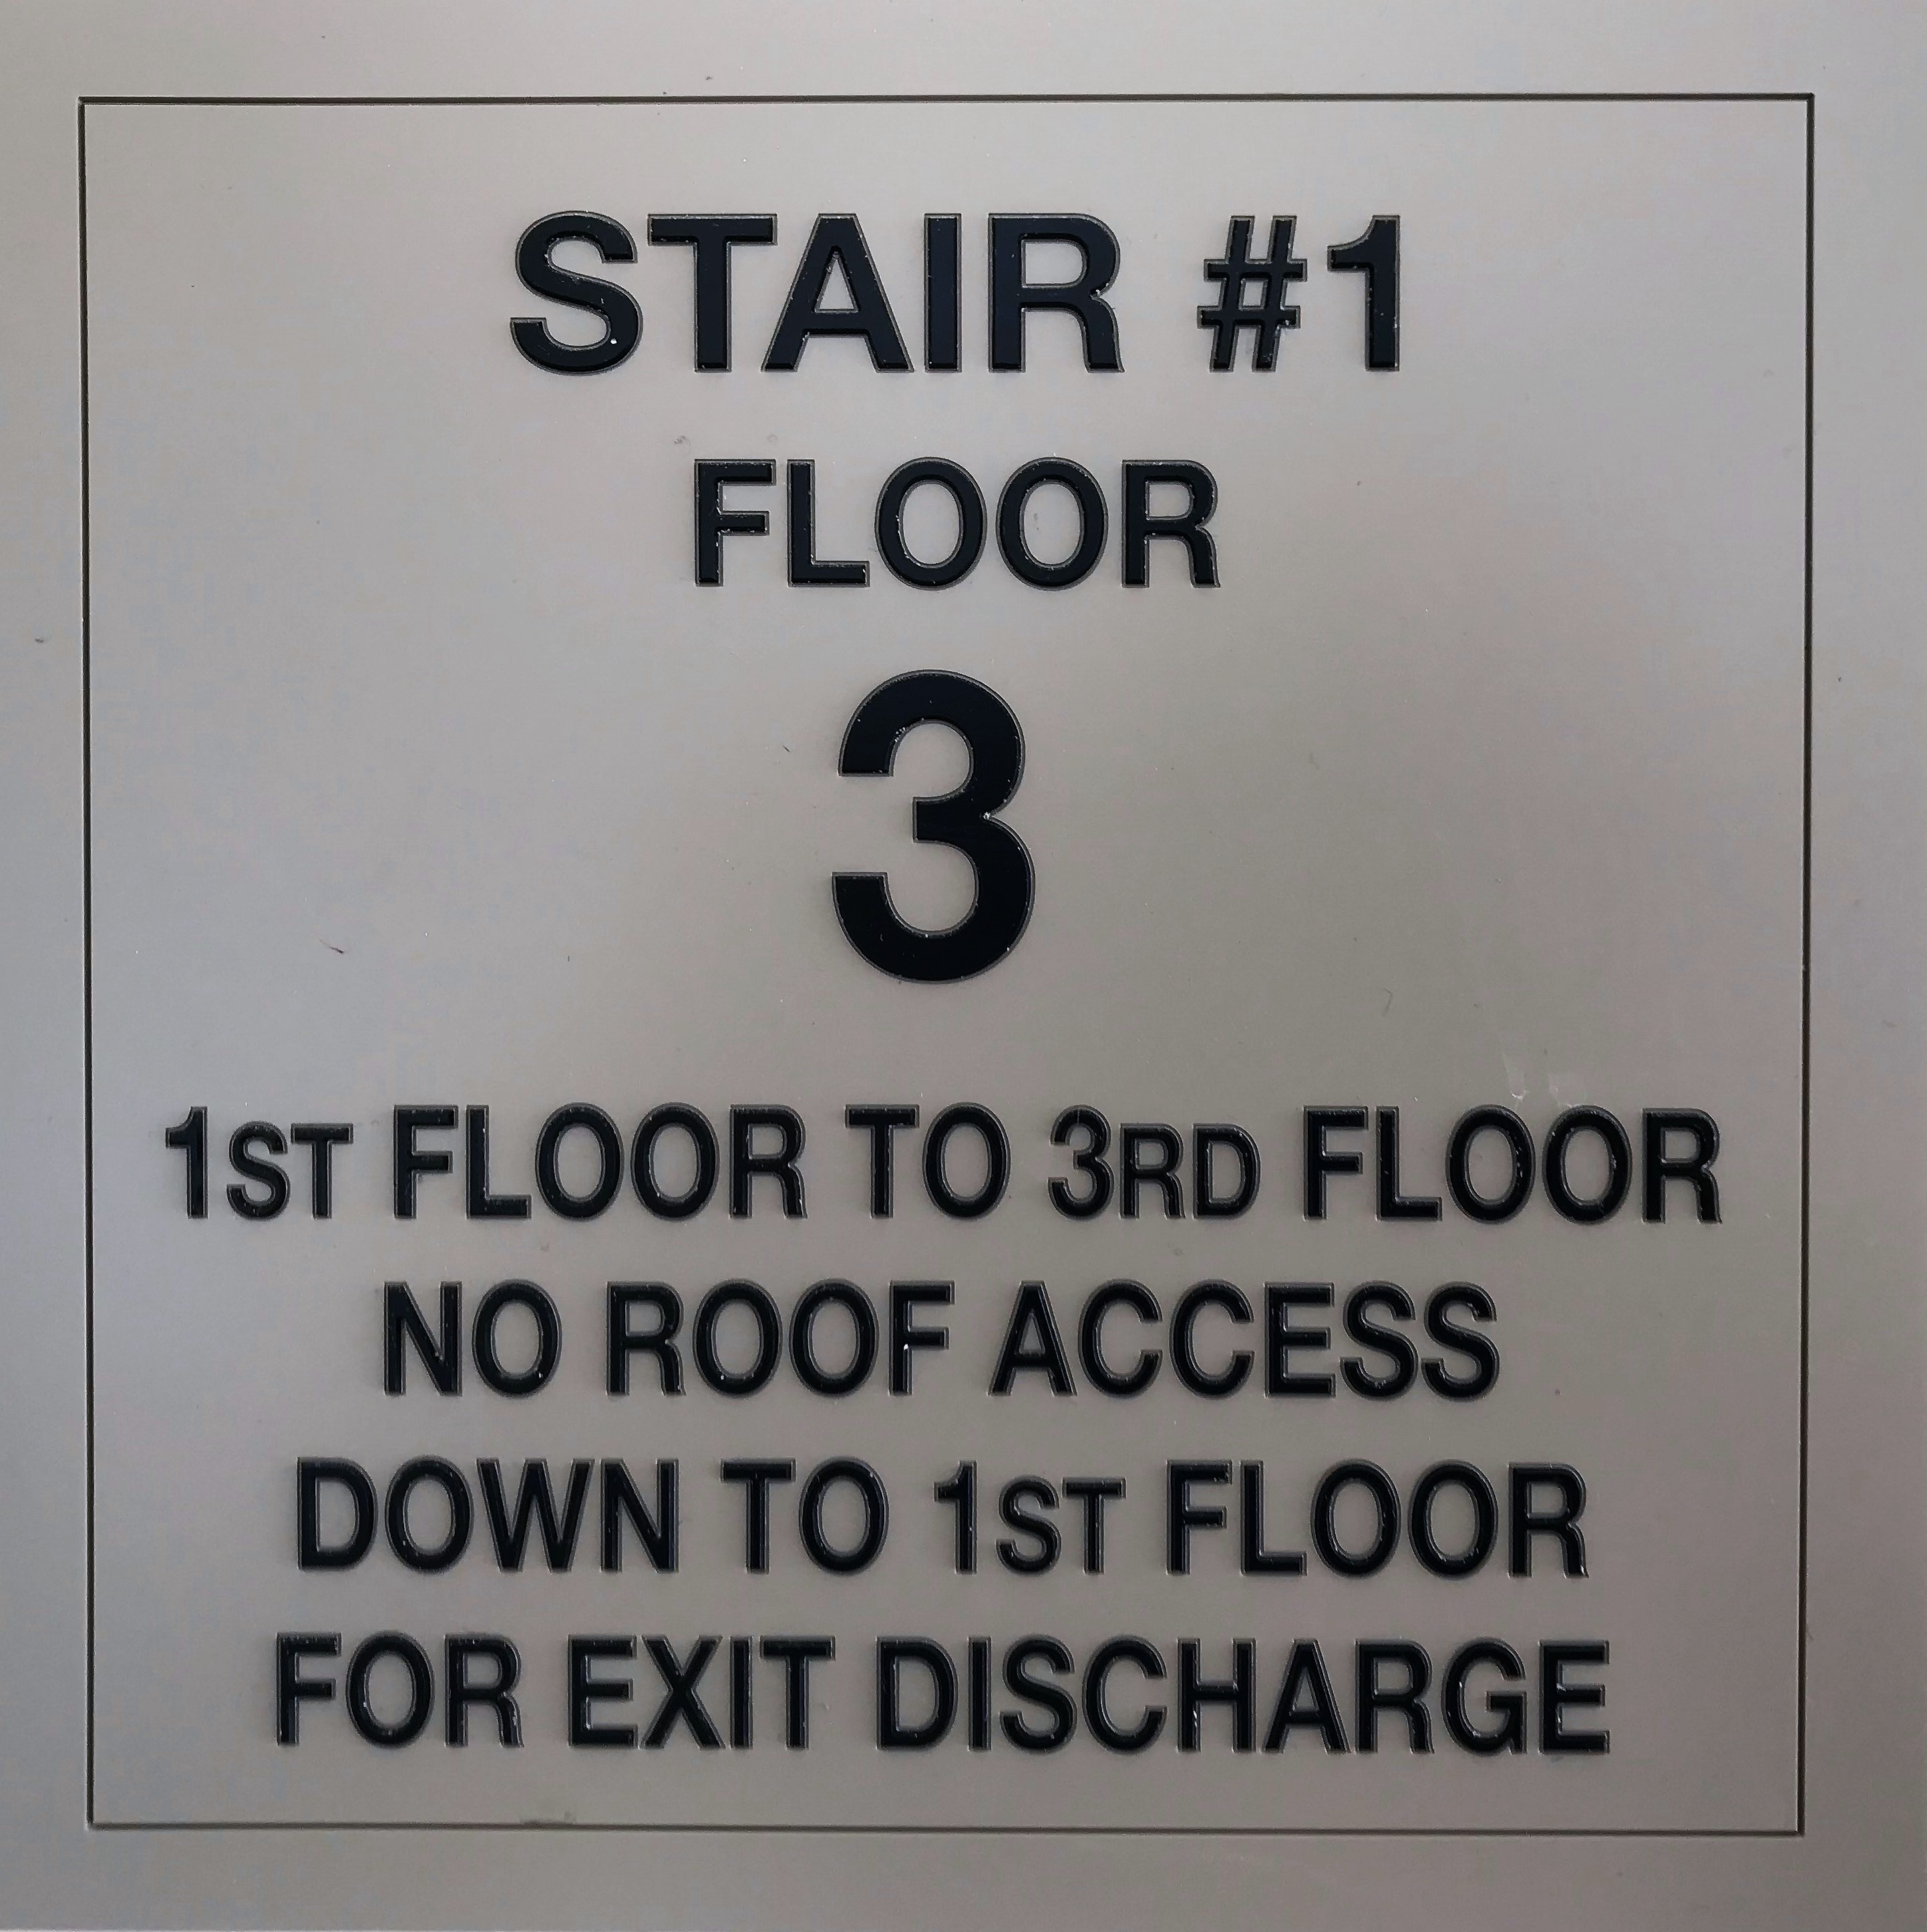 STAIR #1
FLOOR
3
1ST FLOOR TO 3RD FLOOR
NO ROOF ACCESS
DOWN TO 1ST FLOOR
FOR EXIT DISCHARGE